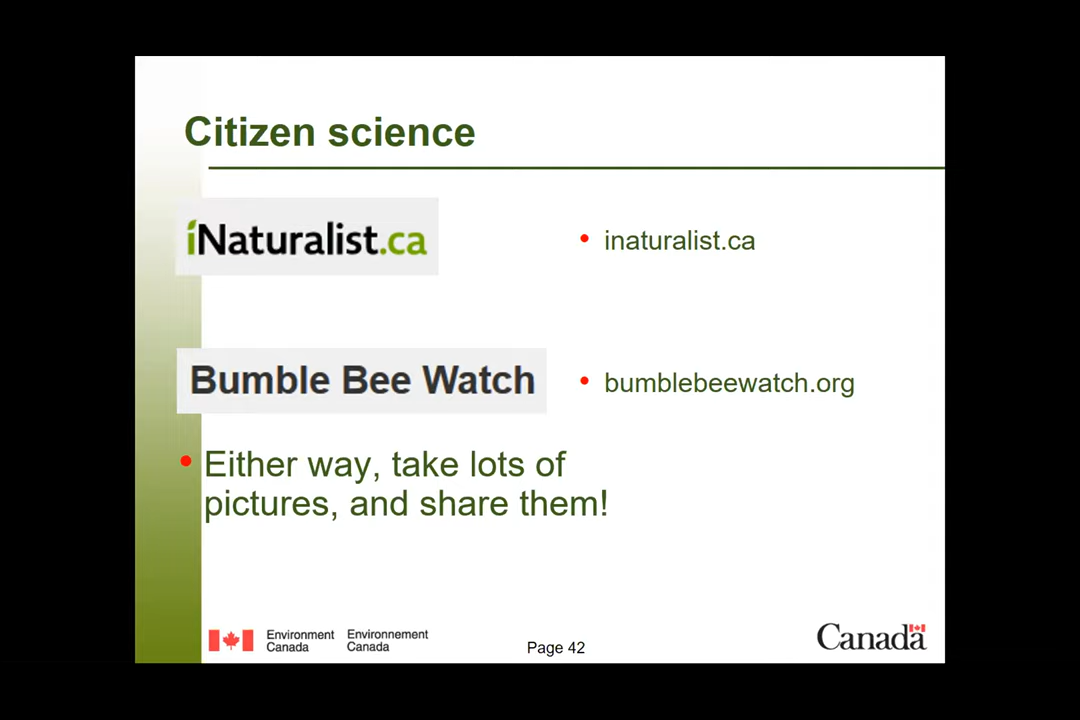 Citizen science
iNaturalist.ca
• inaturalist.ca
Bumble Bee Watch
• bumblebeewatch.org
• Either way, take lots of
pictures, and share them!
Environment Environnement
Canada Canada
Page 42
Canada